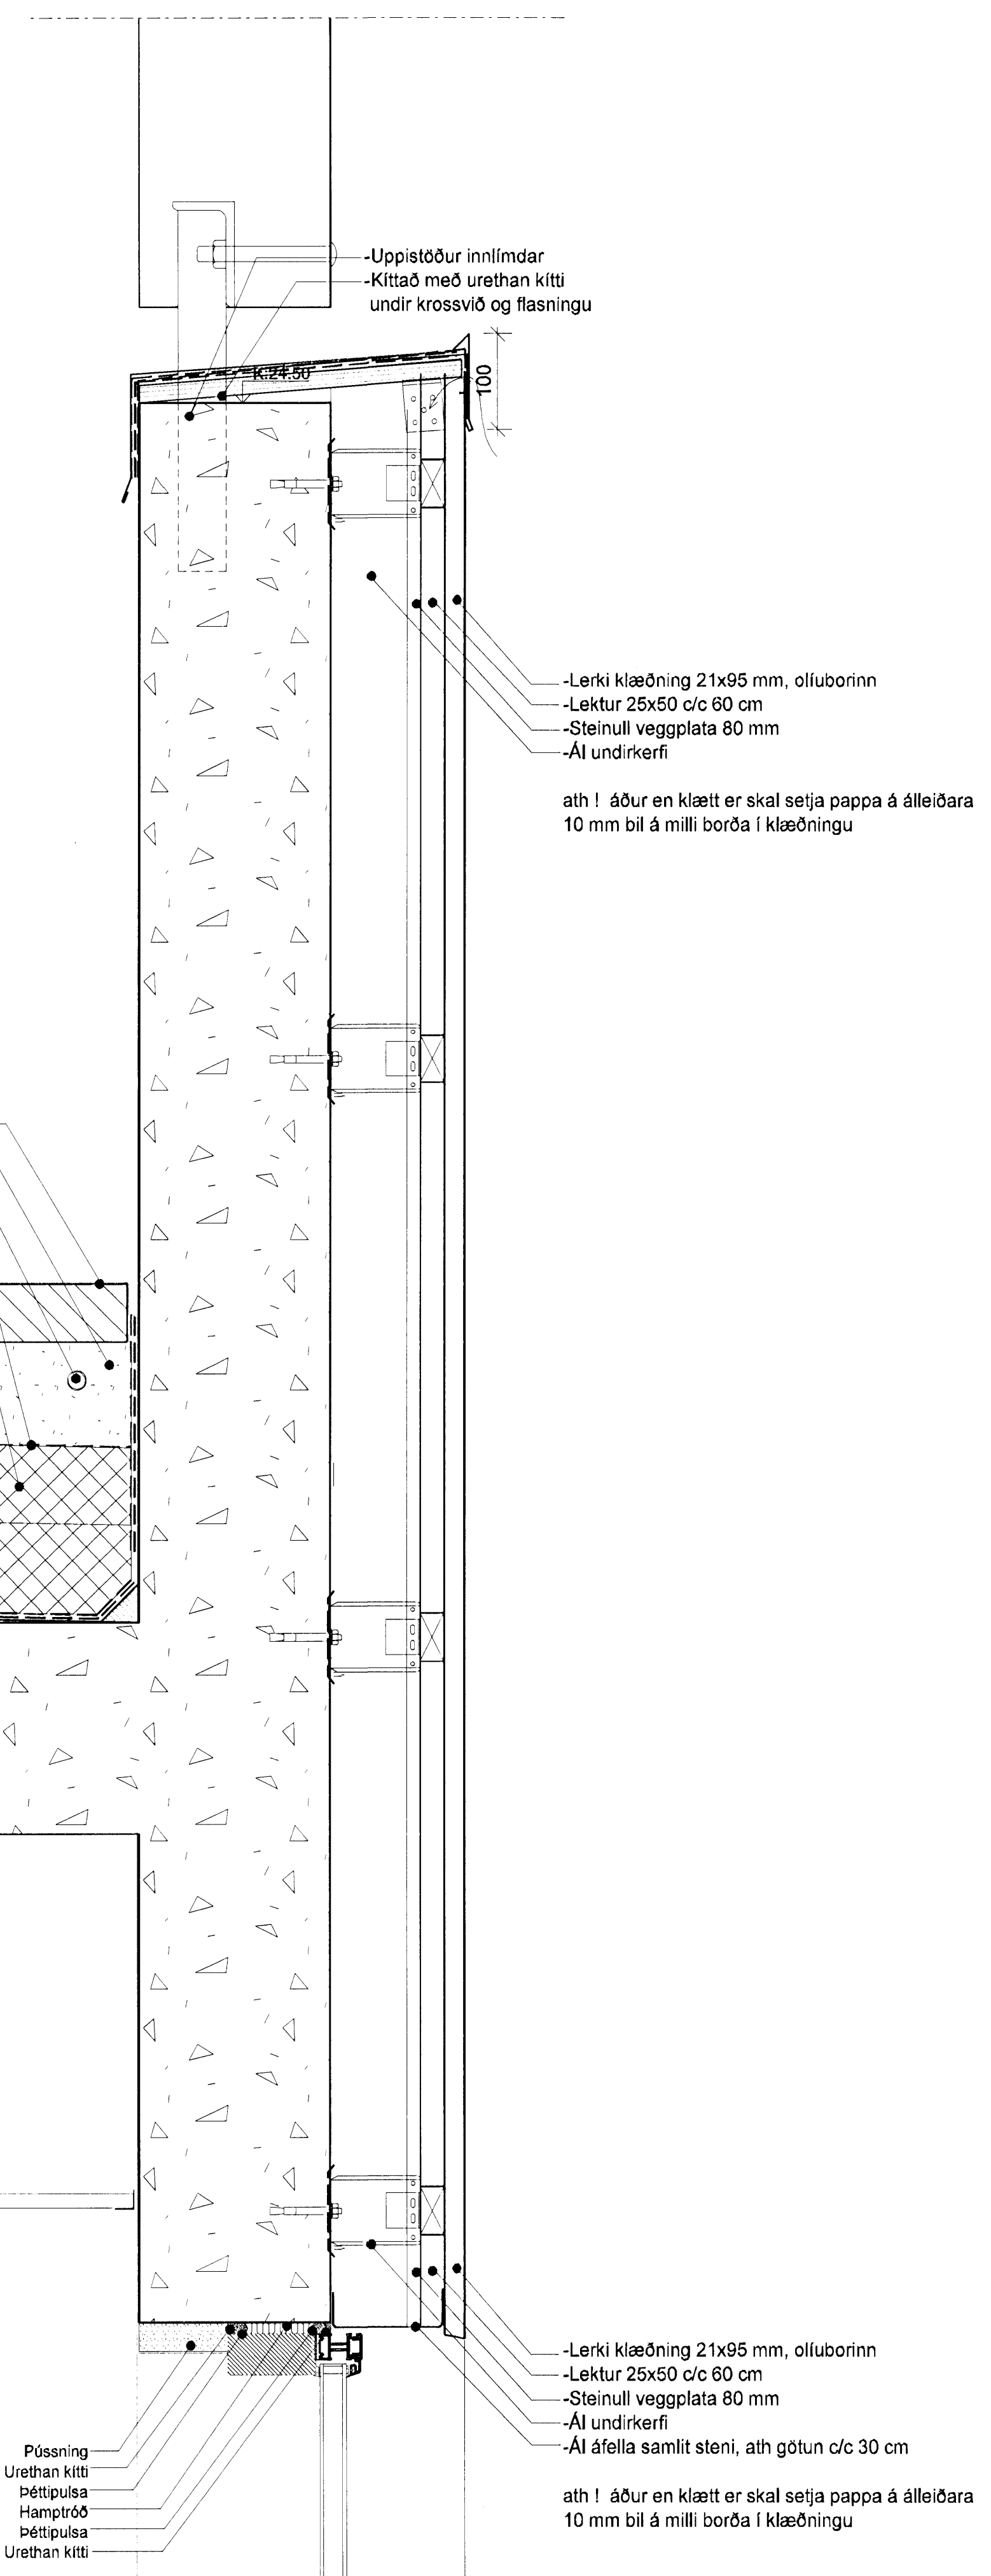 -Uppistöður innlímdar
-Kíttað með urethan kítti
undir krossvið og flasningu
K:24.50
100
-Lerki klæðning 21x95 mm, olíuborinn
-Lektur 25x50 c/c 60 cm
-Steinull veggplata 80 mm
-Ál undirkerfi
ath ! áður en klætt er skal setja pappa á álleiðara
10 mm bil á milli borða í klæðningu
-Lerki klæðning 21x95 mm, olíuborinn
-Lektur 25x50 c/c 60 cm
-Steinull veggplata 80 mm
-Ál undirkerfi
-Ál áfella samlit steni, ath götun c/c 30 cm
ath ! áður en klætt er skal setja pappa á álleiðara
10 mm bil á milli borða í klæðningu
Pússning
Urethan kítti
Þéttipulsa
Hamptróð
Þéttipulsa
Urethan kítti